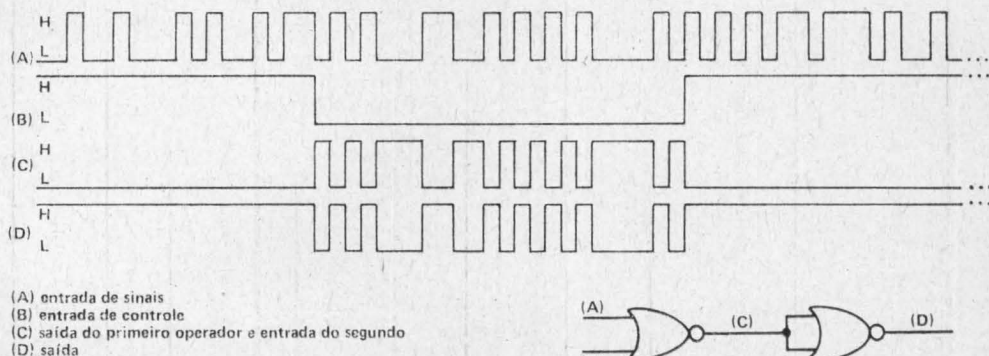 H
(A) L
H
(B) L
H
(C) L
H
(D) L
(A) entrada de sinais
(B) entrada de controle
(C) saída do primeiro operador e entrada do segundo
(D) saída
(A) (C) (D)